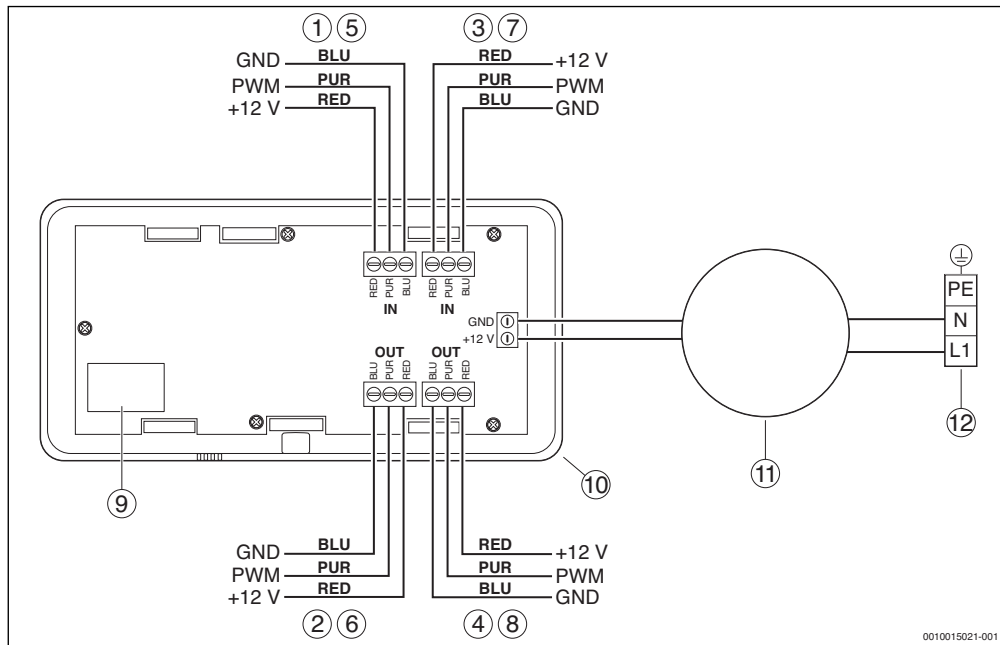 ① ⑤
③ ⑦
GND BLU
PWM PUR
+12 V RED
RED +12 V
PUR PWM
BLU GND
RED PUR BLU
IN
RED PUR BLU
IN
GND
+12 V
PE
N
L1
OUT
BLU PUR RED
OUT
BLU PUR RED
⑨
⑩
⑪
⑫
GND BLU
PWM PUR
+12 V RED
RED +12 V
PUR PWM
BLU GND
② ⑥
④ ⑧
0010015021-001